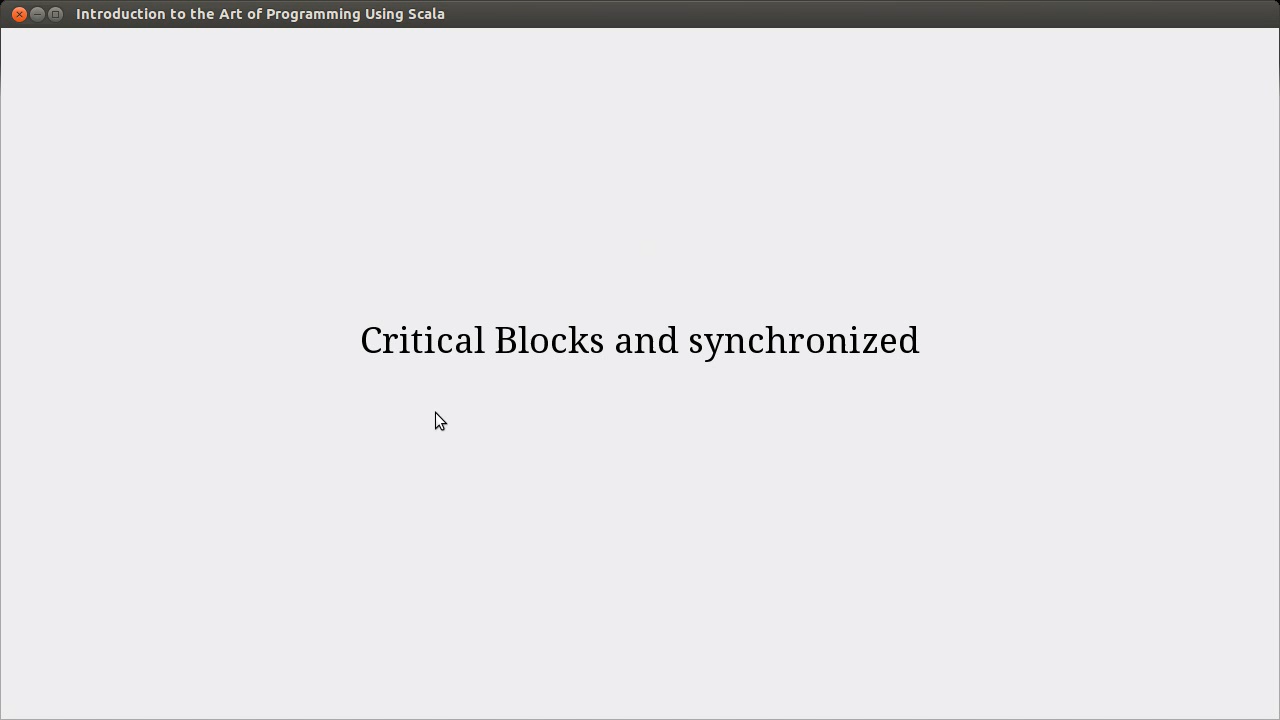 Introduction to the Art of Programming Using Scala
Critical Blocks and synchronized